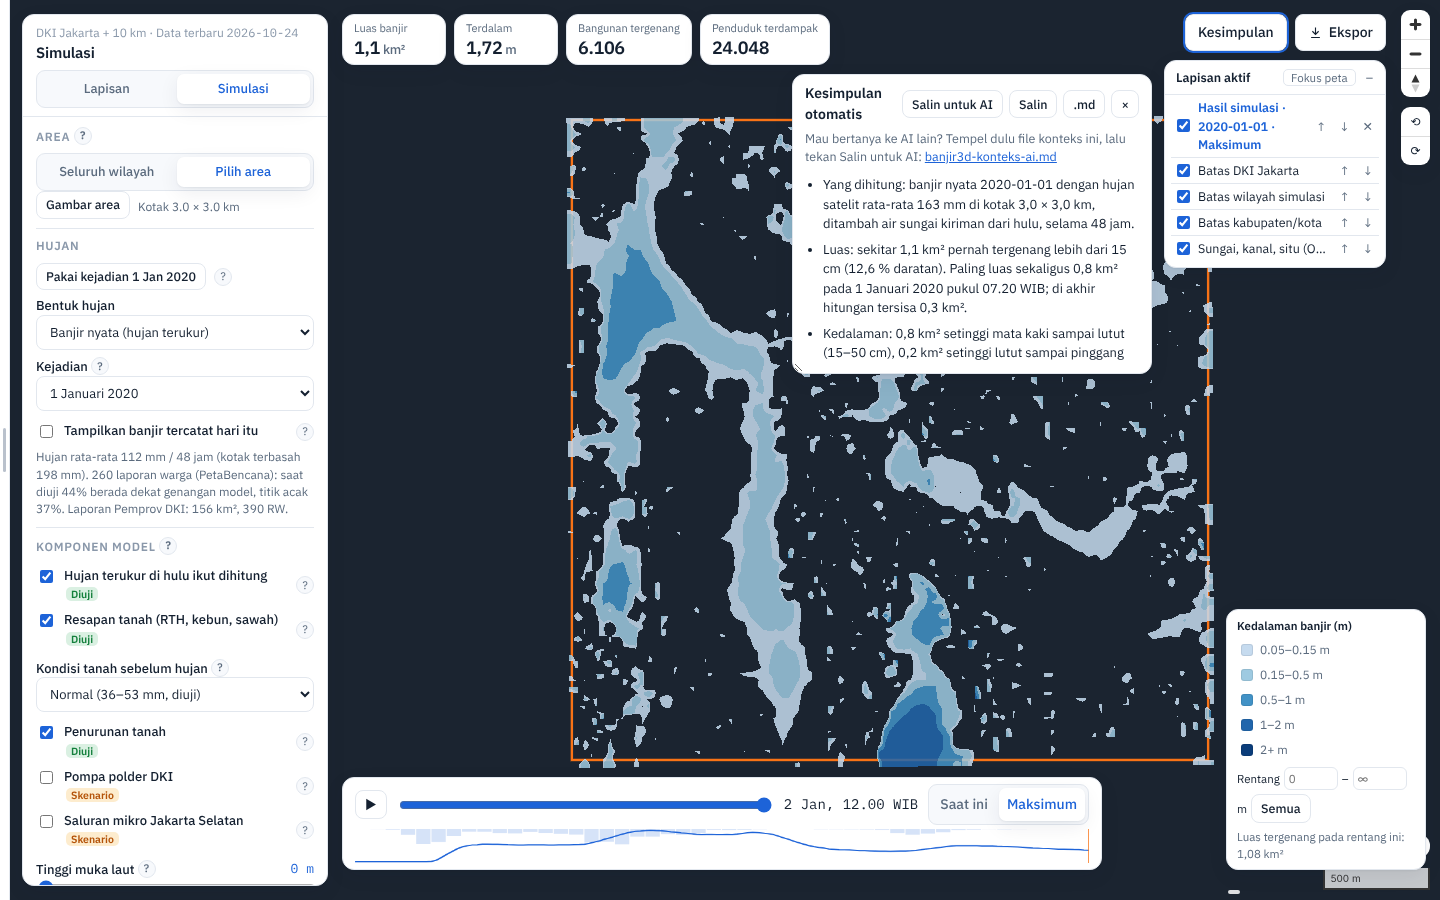 DKI Jakarta + 10 km · Data terbaru 2026-10-24
Simulasi
Lapisan
Simulasi
AREA ?
Seluruh wilayah
Pilih area
Gambar area
Kotak 3.0 × 3.0 km
HUJAN
Pakai kejadian 1 Jan 2020
?
Bentuk hujan
Banjir nyata (hujan terukur)
Kejadian ?
1 Januari 2020
Tampilkan banjir tercatat hari itu
?
Hujan rata-rata 112 mm / 48 jam (kotak terbasah
198 mm). 260 laporan warga (PetaBencana): saat
diuji 44% berada dekat genangan model, titik acak
37%. Laporan Pemprov DKI: 156 km², 390 RW.
KOMPONEN MODEL ?
Hujan terukur di hulu ikut dihitung
Diuji
?
Resapan tanah (RTH, kebun, sawah)
Diuji
?
Kondisi tanah sebelum hujan ?
Normal (36–53 mm, diuji)
Penurunan tanah
Diuji
?
Pompa polder DKI
Skenario
?
Saluran mikro Jakarta Selatan
Skenario
?
Tinggi muka laut ?
0 m
Luas banjir
1,1 km²
Terdalam
1,72 m
Bangunan tergenang
6.106
Penduduk terdampak
24.048
Kesimpulan
Ekspor
Kesimpulan
otomatis
Salin untuk AI
Salin
.md
×
Mau bertanya ke AI lain? Tempel dulu file konteks ini, lalu
tekan Salin untuk AI: banjir3d-konteks-ai.md
• Yang dihitung: banjir nyata 2020-01-01 dengan hujan
satelit rata-rata 163 mm di kotak 3,0 × 3,0 km,
ditambah air sungai kiriman dari hulu, selama 48 jam.
• Luas: sekitar 1,1 km² pernah tergenang lebih dari 15
cm (12,6 % daratan). Paling luas sekaligus 0,8 km²
pada 1 Januari 2020 pukul 07.20 WIB; di akhir
hitungan tersisa 0,3 km².
• Kedalaman: 0,8 km² setinggi mata kaki sampai lutut
(15–50 cm), 0,2 km² setinggi lutut sampai pinggang
Lapisan aktif
Fokus peta
−
Hasil simulasi ·
2020-01-01 ·
Maksimum
↑ ↓ ✕
Batas DKI Jakarta ↑ ↓
Batas wilayah simulasi ↑ ↓
Batas kabupaten/kota ↑ ↓
Sungai, kanal, situ (O... ↑ ↓
Kedalaman banjir (m)
0.05–0.15 m
0.15–0.5 m
0.5–1 m
1–2 m
2+ m
Rentang 0 – ∞
m Semua
Luas tergenang pada rentang ini:
1,08 km²
500 m
2 Jan, 12.00 WIB
Saat ini
Maksimum